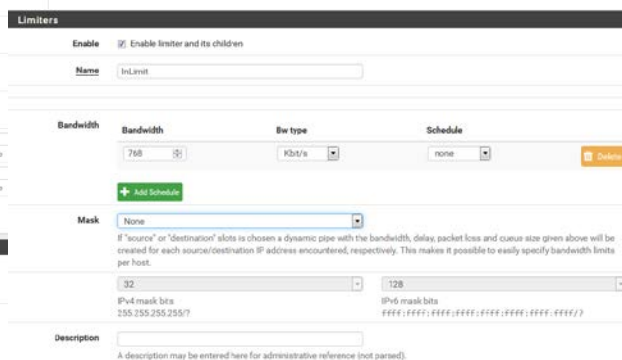 Limiters
Enable
Enable limiter and its children
Name
InLimit
Bandwidth
Bandwidth Bw type Schedule
768 Kbit/s none Delete
Add Schedule
Mask
None
If "source" or "destination" slots is chosen a dynamic pipe with the bandwidth, delay, packet loss and queue size given above will be
created for each source/destination IP address encountered, respectively. This makes it possible to easily specify bandwidth limits
per host.
32 128
IPv4 mask bits IPv6 mask bits
255.255.255.255/? ffff:ffff:ffff:ffff:ffff:ffff:ffff:ffff/?
Description
A description may be entered here for administrative reference (not parsed).